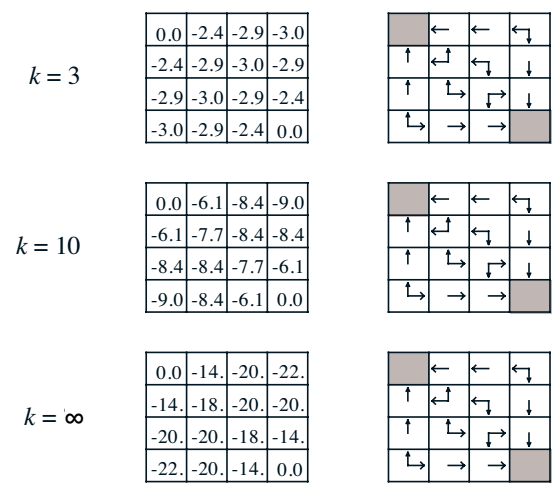 0.0 -2.4 -2.9 -3.0
k = 3
-2.4 -2.9 -3.0 -2.9
-2.9 -3.0 -2.9 -2.4
-3.0 -2.9 -2.4 0.0
0.0 -6.1 -8.4 -9.0
k = 10
-6.1 -7.7 -8.4 -8.4
-8.4 -8.4 -7.7 -6.1
-9.0 -8.4 -6.1 0.0
0.0 -14. -20. -22.
k = ∞
-14. -18. -20. -20.
-20. -20. -18. -14.
-22. -20. -14. 0.0